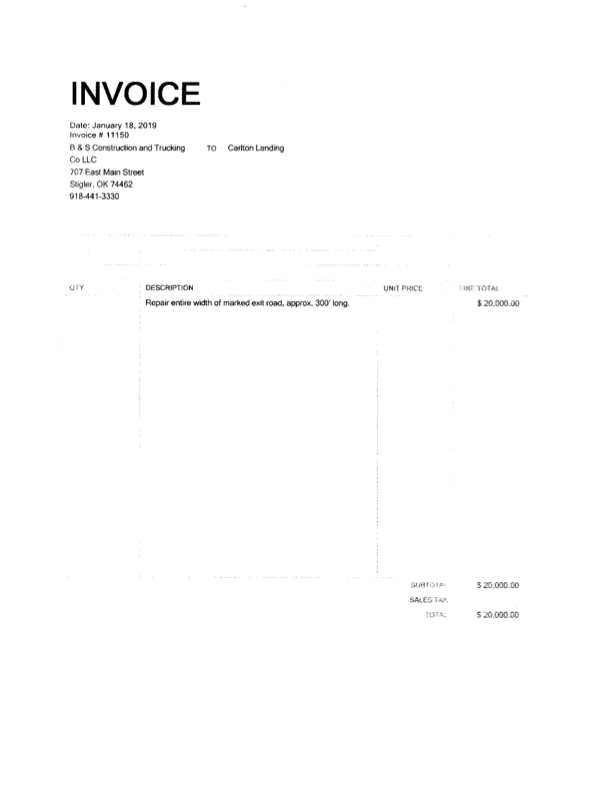 INVOICE
Date: January 18, 2019
Invoice # 11150
B & S Construction and Trucking TO Carlton Landing
Co LLC
707 East Main Street
Stigler, OK 74462
918-441-3330
QTY DESCRIPTION UNIT PRICE LINE TOTAL
Repair entire width of marked exit road, approx. 300' long. $ 20,000.00
SUBTOTAL $ 20,000.00
SALES TAX
TOTAL $ 20,000.00